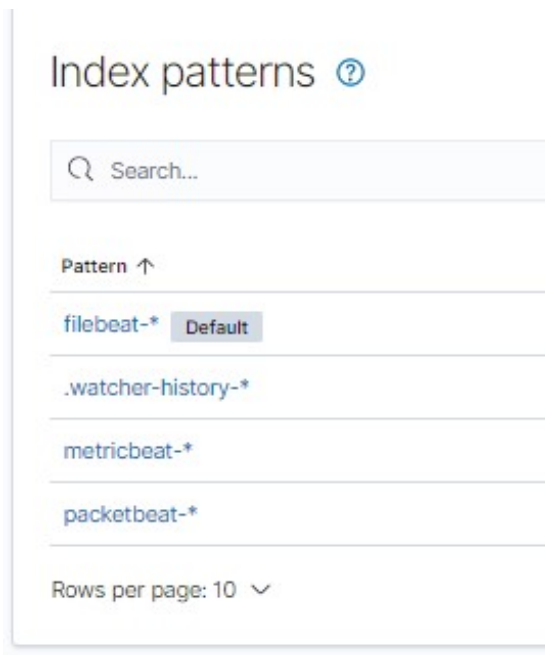 Index patterns
Search...
Pattern ↑
filebeat-* Default
.watcher-history-*
metricbeat-*
packetbeat-*
Rows per page: 10